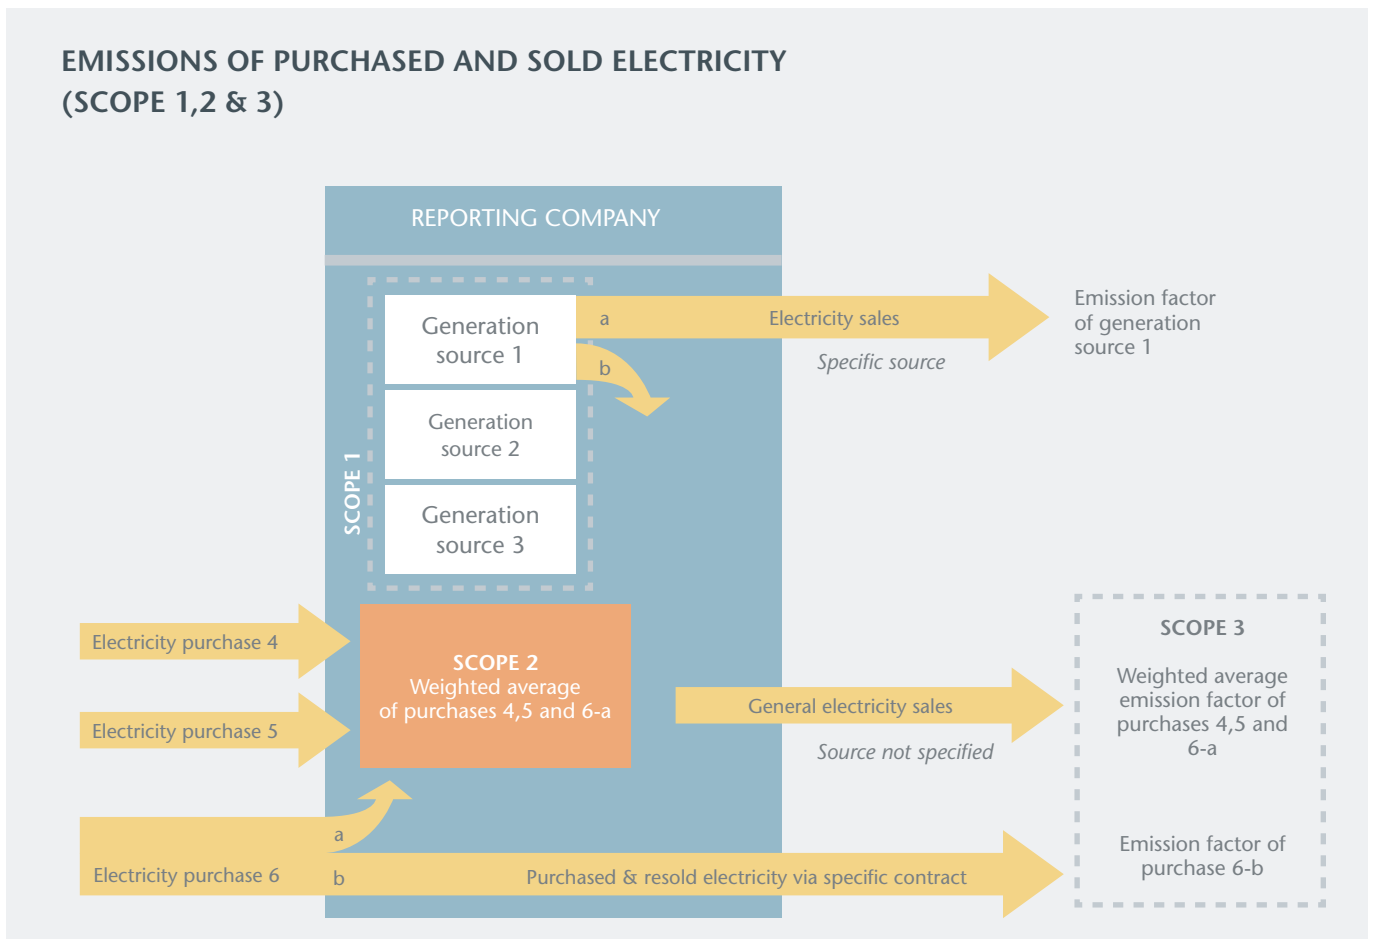 EMISSIONS OF PURCHASED AND SOLD ELECTRICITY
(SCOPE 1,2 & 3)
REPORTING COMPANY
SCOPE 1
Generation
source 1
a
Electricity sales
b
Specific source
Emission factor
of generation
source 1
Generation
source 2
Generation
source 3
Electricity purchase 4
Electricity purchase 5
SCOPE 2
Weighted average
of purchases 4,5 and 6-a
General electricity sales
Source not specified
SCOPE 3
Weighted average
emission factor of
purchases 4,5 and
6-a
a
Electricity purchase 6
b
Purchased & resold electricity via specific contract
Emission factor of
purchase 6-b